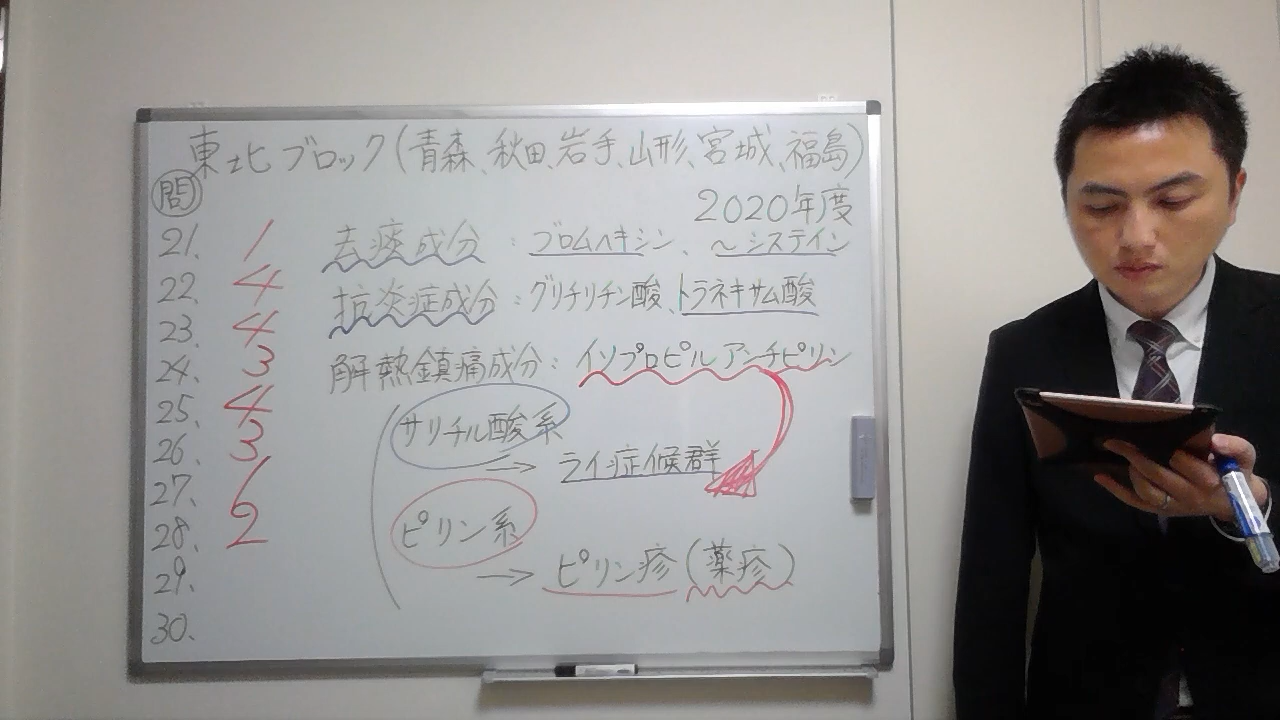 東北ブロック(青森、秋田、岩手、山形、宮城、福島)
問
2020年度
21. 1 去痰成分:ブロムヘキシン、～システイン
22. 4 抗炎症成分:グリチリチン酸、トラネキサム酸
23. 4
24. 3 解熱鎮痛成分:イソプロピルアンチピリン
25. 4 サリチル酸系
26. 3 → ライ症候群
27. 1
28. 2 ピリン系
29. → ピリン疹(薬疹)
30.